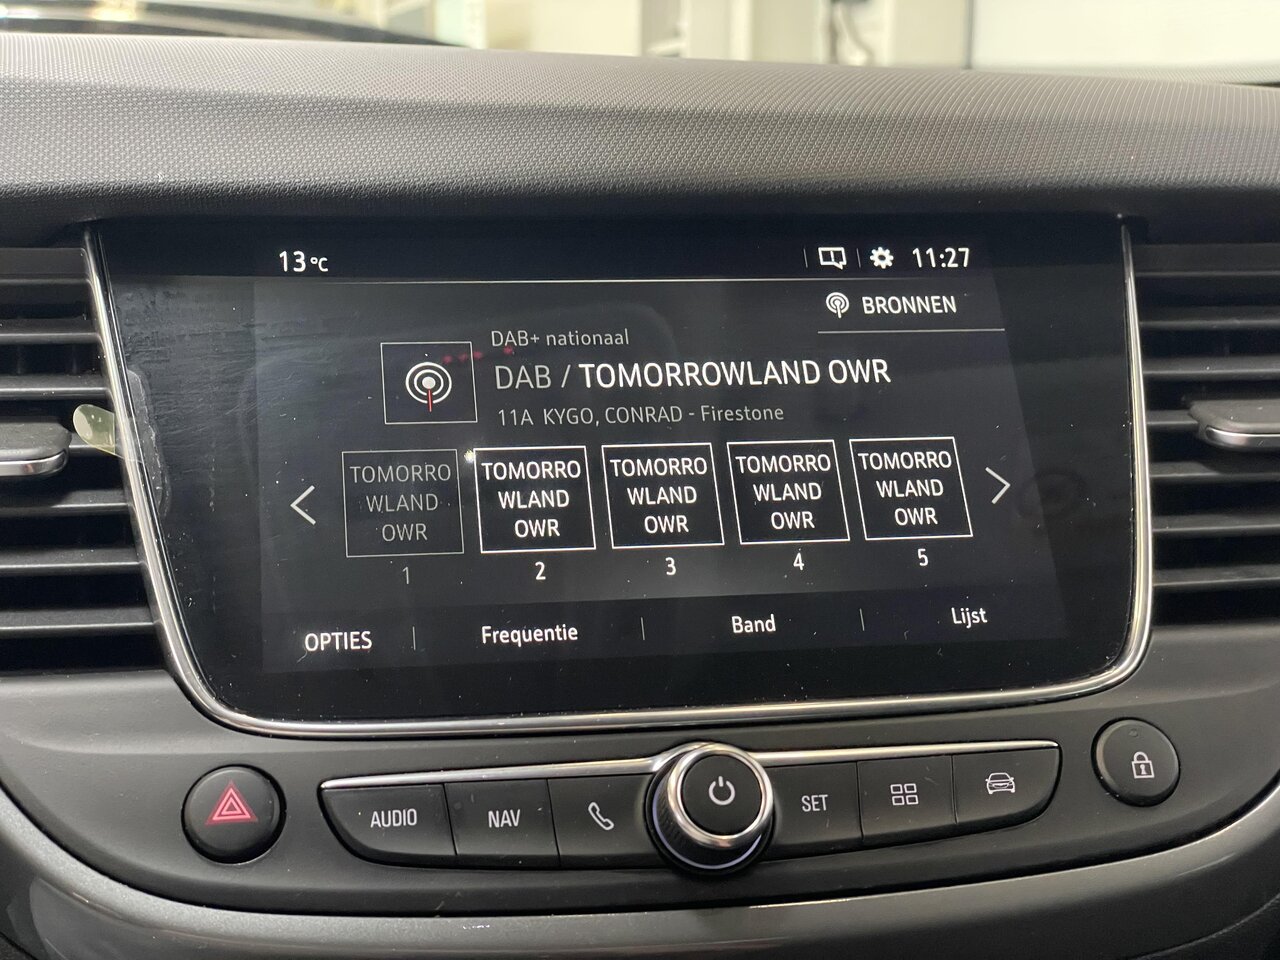 13 °C
11:27
BRONNEN
DAB+ nationaal
DAB / TOMORROWLAND OWR
11A KYGO, CONRAD - Firestone
TOMORRO
WLAND
OWR
1
TOMORRO
WLAND
OWR
2
TOMORRO
WLAND
OWR
3
TOMORRO
WLAND
OWR
4
TOMORRO
WLAND
OWR
5
OPTIES
Frequentie
Band
Lijst
AUDIO
NAV
SET